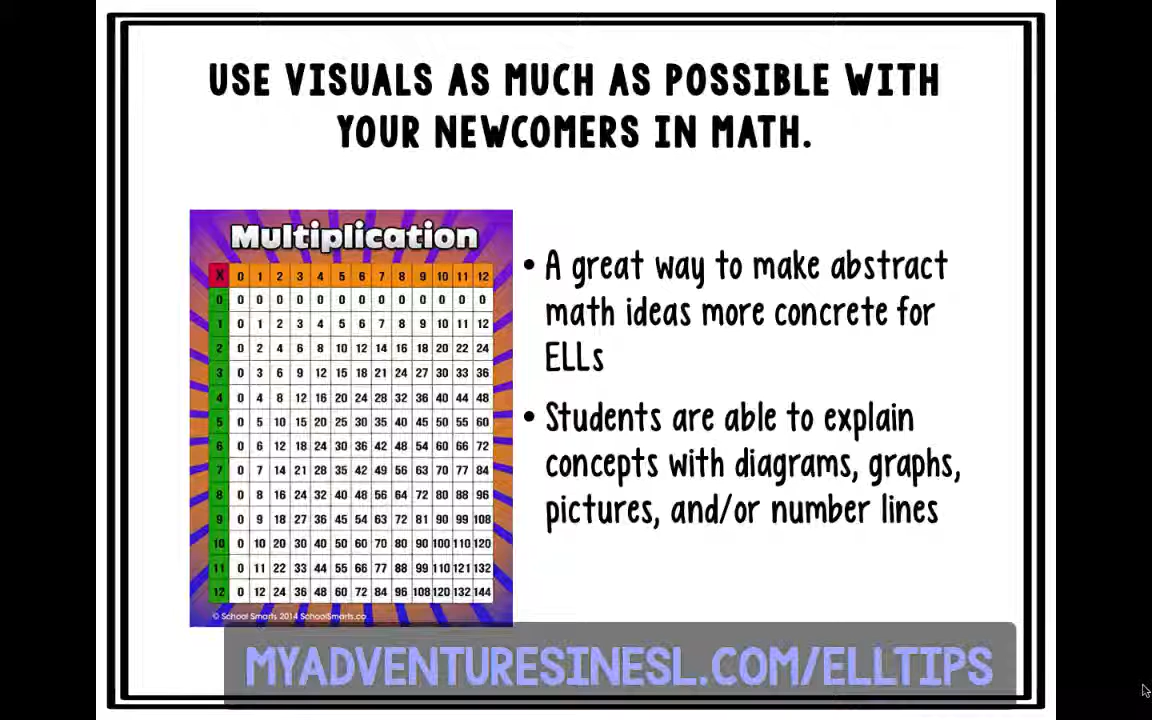 USE VISUALS AS MUCH AS POSSIBLE WITH
YOUR NEWCOMERS IN MATH.
Multiplication
X 0 1 2 3 4 5 6 7 8 9 10 11 12
0 0 0 0 0 0 0 0 0 0 0 0 0 0
1 0 1 2 3 4 5 6 7 8 9 10 11 12
2 0 2 4 6 8 10 12 14 16 18 20 22 24
3 0 3 6 9 12 15 18 21 24 27 30 33 36
4 0 4 8 12 16 20 24 28 32 36 40 44 48
5 0 5 10 15 20 25 30 35 40 45 50 55 60
6 0 6 12 18 24 30 36 42 48 54 60 66 72
7 0 7 14 21 28 35 42 49 56 63 70 77 84
8 0 8 16 24 32 40 48 56 64 72 80 88 96
9 0 9 18 27 36 45 54 63 72 81 90 99 108
10 0 10 20 30 40 50 60 70 80 90 100 110 120
11 0 11 22 33 44 55 66 77 88 99 110 121 132
12 0 12 24 36 48 60 72 84 96 108 120 132 144
© School Smarts 2014 SchoolSmarts.co
• A great way to make abstract
math ideas more concrete for
ELLs
• Students are able to explain
concepts with diagrams, graphs,
pictures, and/or number lines
MYADVENTURESINESL.COM/ELLTIPS